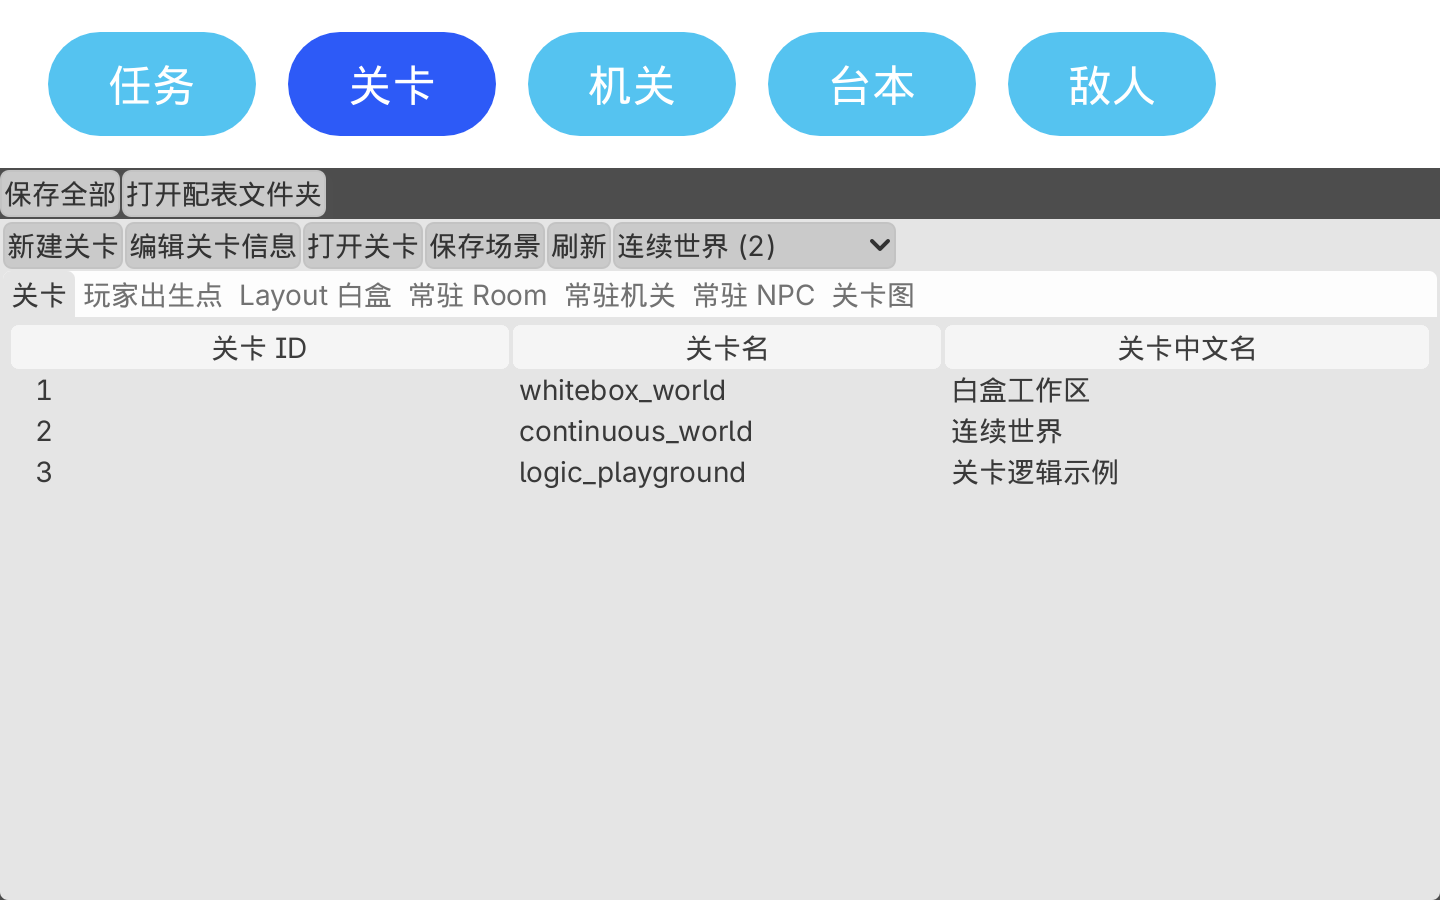 任务 关卡 机关 台本 敌人
保存全部 打开配表文件夹
新建关卡 编辑关卡信息 打开关卡 保存场景 刷新 连续世界 (2)
关卡 玩家出生点 Layout 白盒 常驻 Room 常驻机关 常驻 NPC 关卡图
关卡 ID 关卡名 关卡中文名
1 whitebox_world 白盒工作区
2 continuous_world 连续世界
3 logic_playground 关卡逻辑示例